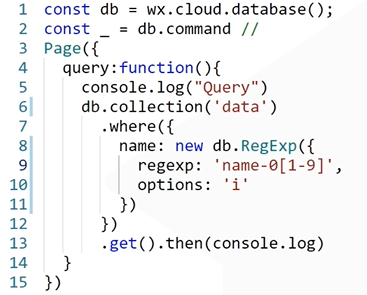 1 const db = wx.cloud.database();
2 const _ = db.command //
3 Page({
4 query:function(){
5 console.log("Query")
6 db.collection('data')
7 .where({
8 name: new db.RegExp({
9 regexp: 'name-0[1-9]',
10 options: 'i'
11 })
12 })
13 .get().then(console.log)
14 }
15 })